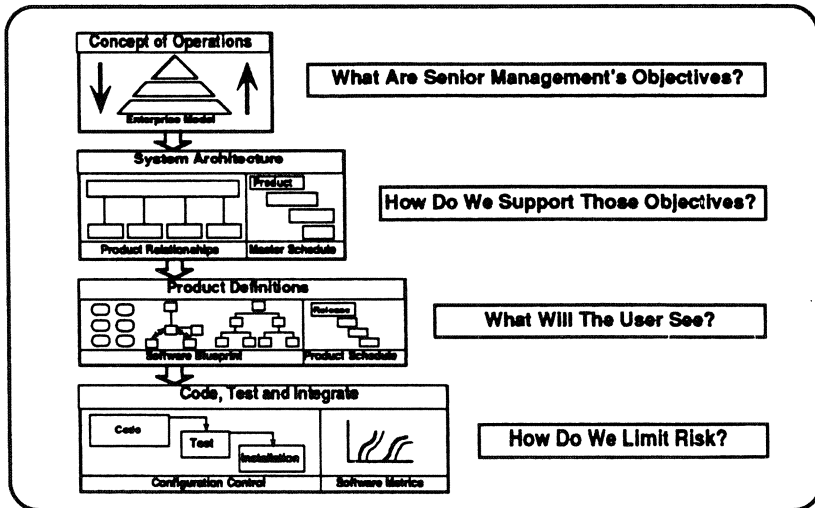 Concept of Operations
Enterprise Model
What Are Senior Management's Objectives?
System Architecture
Product
Product Relationships
Master Schedule
How Do We Support Those Objectives?
Product Definitions
Release
Software Blueprint
Product Schedule
What Will The User See?
Code, Test and Integrate
Code
Test
Installation
Configuration Control
Software Metrics
How Do We Limit Risk?